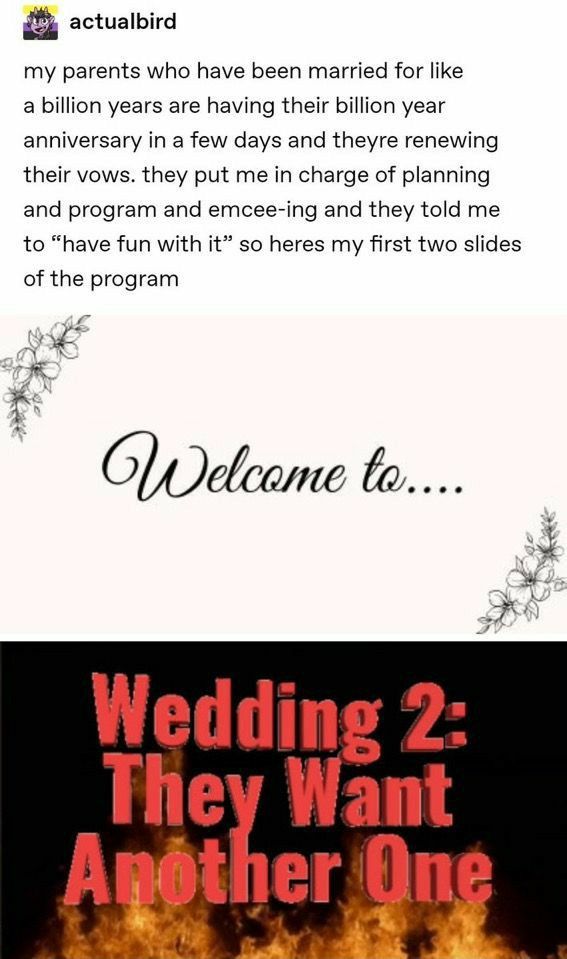 actualbird
my parents who have been married for like
a billion years are having their billion year
anniversary in a few days and theyre renewing
their vows. they put me in charge of planning
and program and emcee-ing and they told me
to “have fun with it” so heres my first two slides
of the program
Welcome to....
Wedding 2:
They Want
Another One